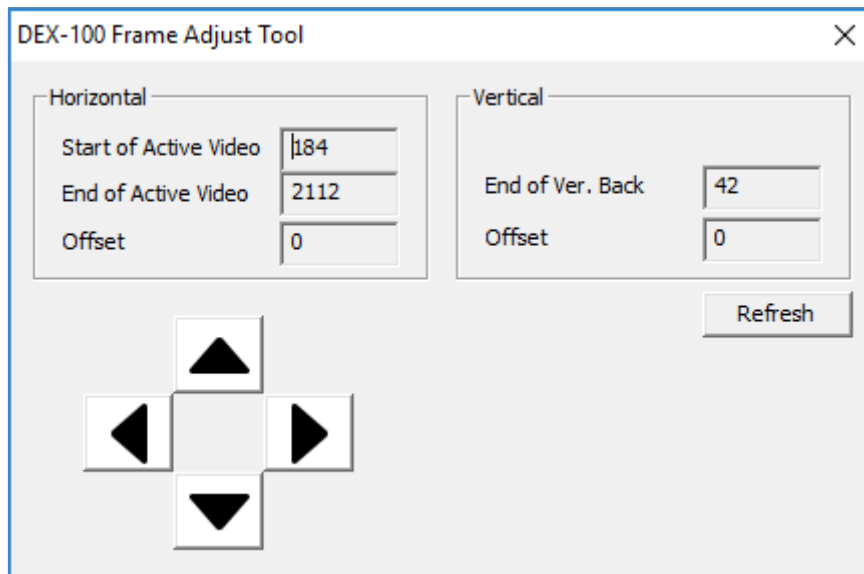 DEX-100 Frame Adjust Tool
Horizontal
Start of Active Video 184
End of Active Video 2112
Offset 0
Vertical
End of Ver. Back 42
Offset 0
Refresh